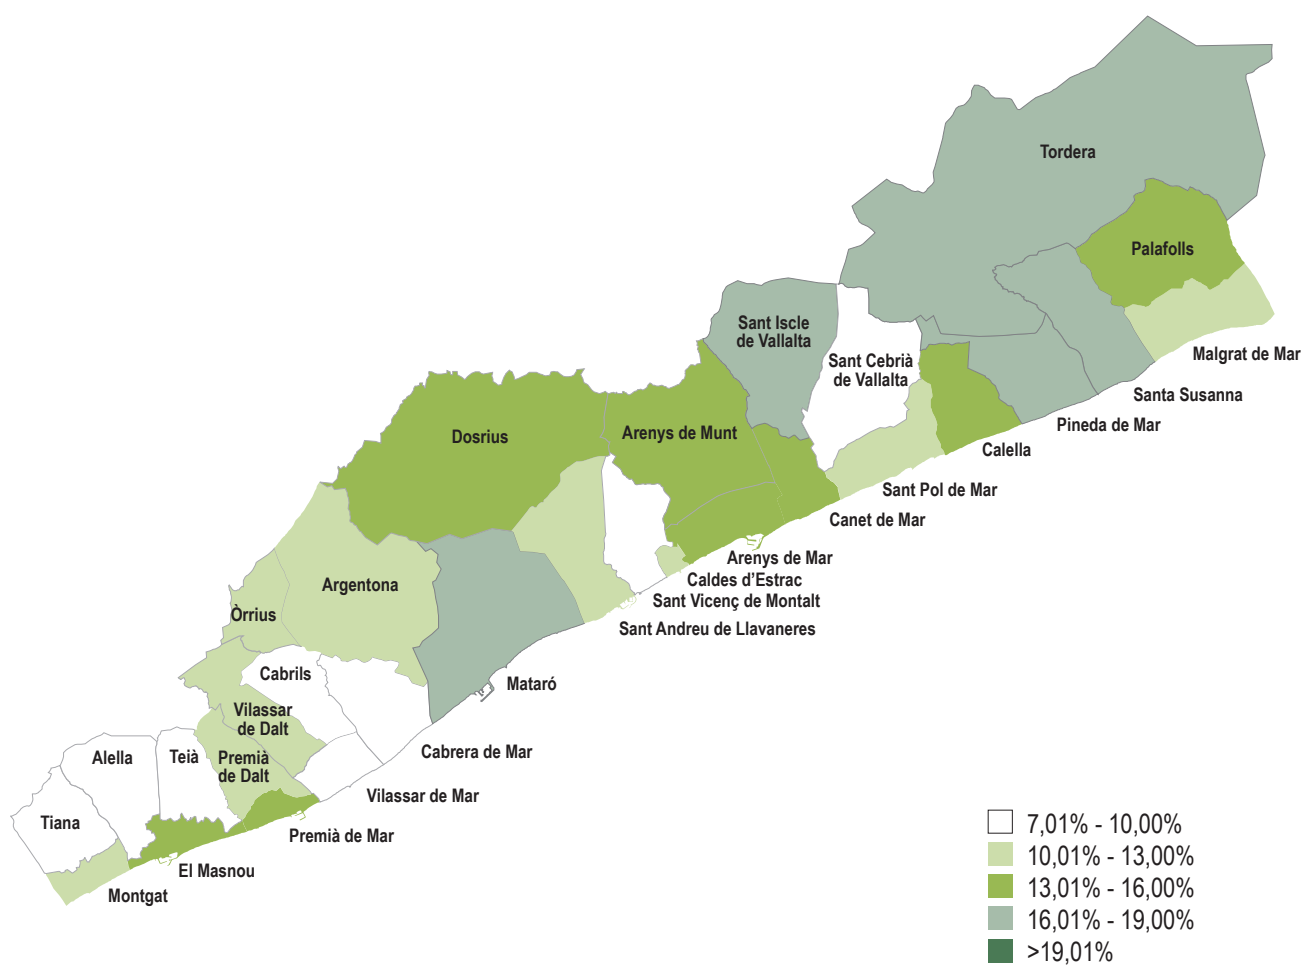 Tordera
Palafolls
Sant Iscle
de Vallalta
Sant Cebrià
de Vallalta
Malgrat de Mar
Santa Susanna
Pineda de Mar
Calella
Dosrius
Arenys de Munt
Sant Pol de Mar
Canet de Mar
Arenys de Mar
Caldes d’Estrac
Sant Vicenç de Montalt
Sant Andreu de Llavaneres
Argentona
Òrrius
Cabrils
Mataró
Vilassar
de Dalt
Cabrera de Mar
Alella
Teià
Premià
de Dalt
Vilassar de Mar
Tiana
Premià de Mar
El Masnou
Montgat
7,01% - 10,00%
10,01% - 13,00%
13,01% - 16,00%
16,01% - 19,00%
>19,01%